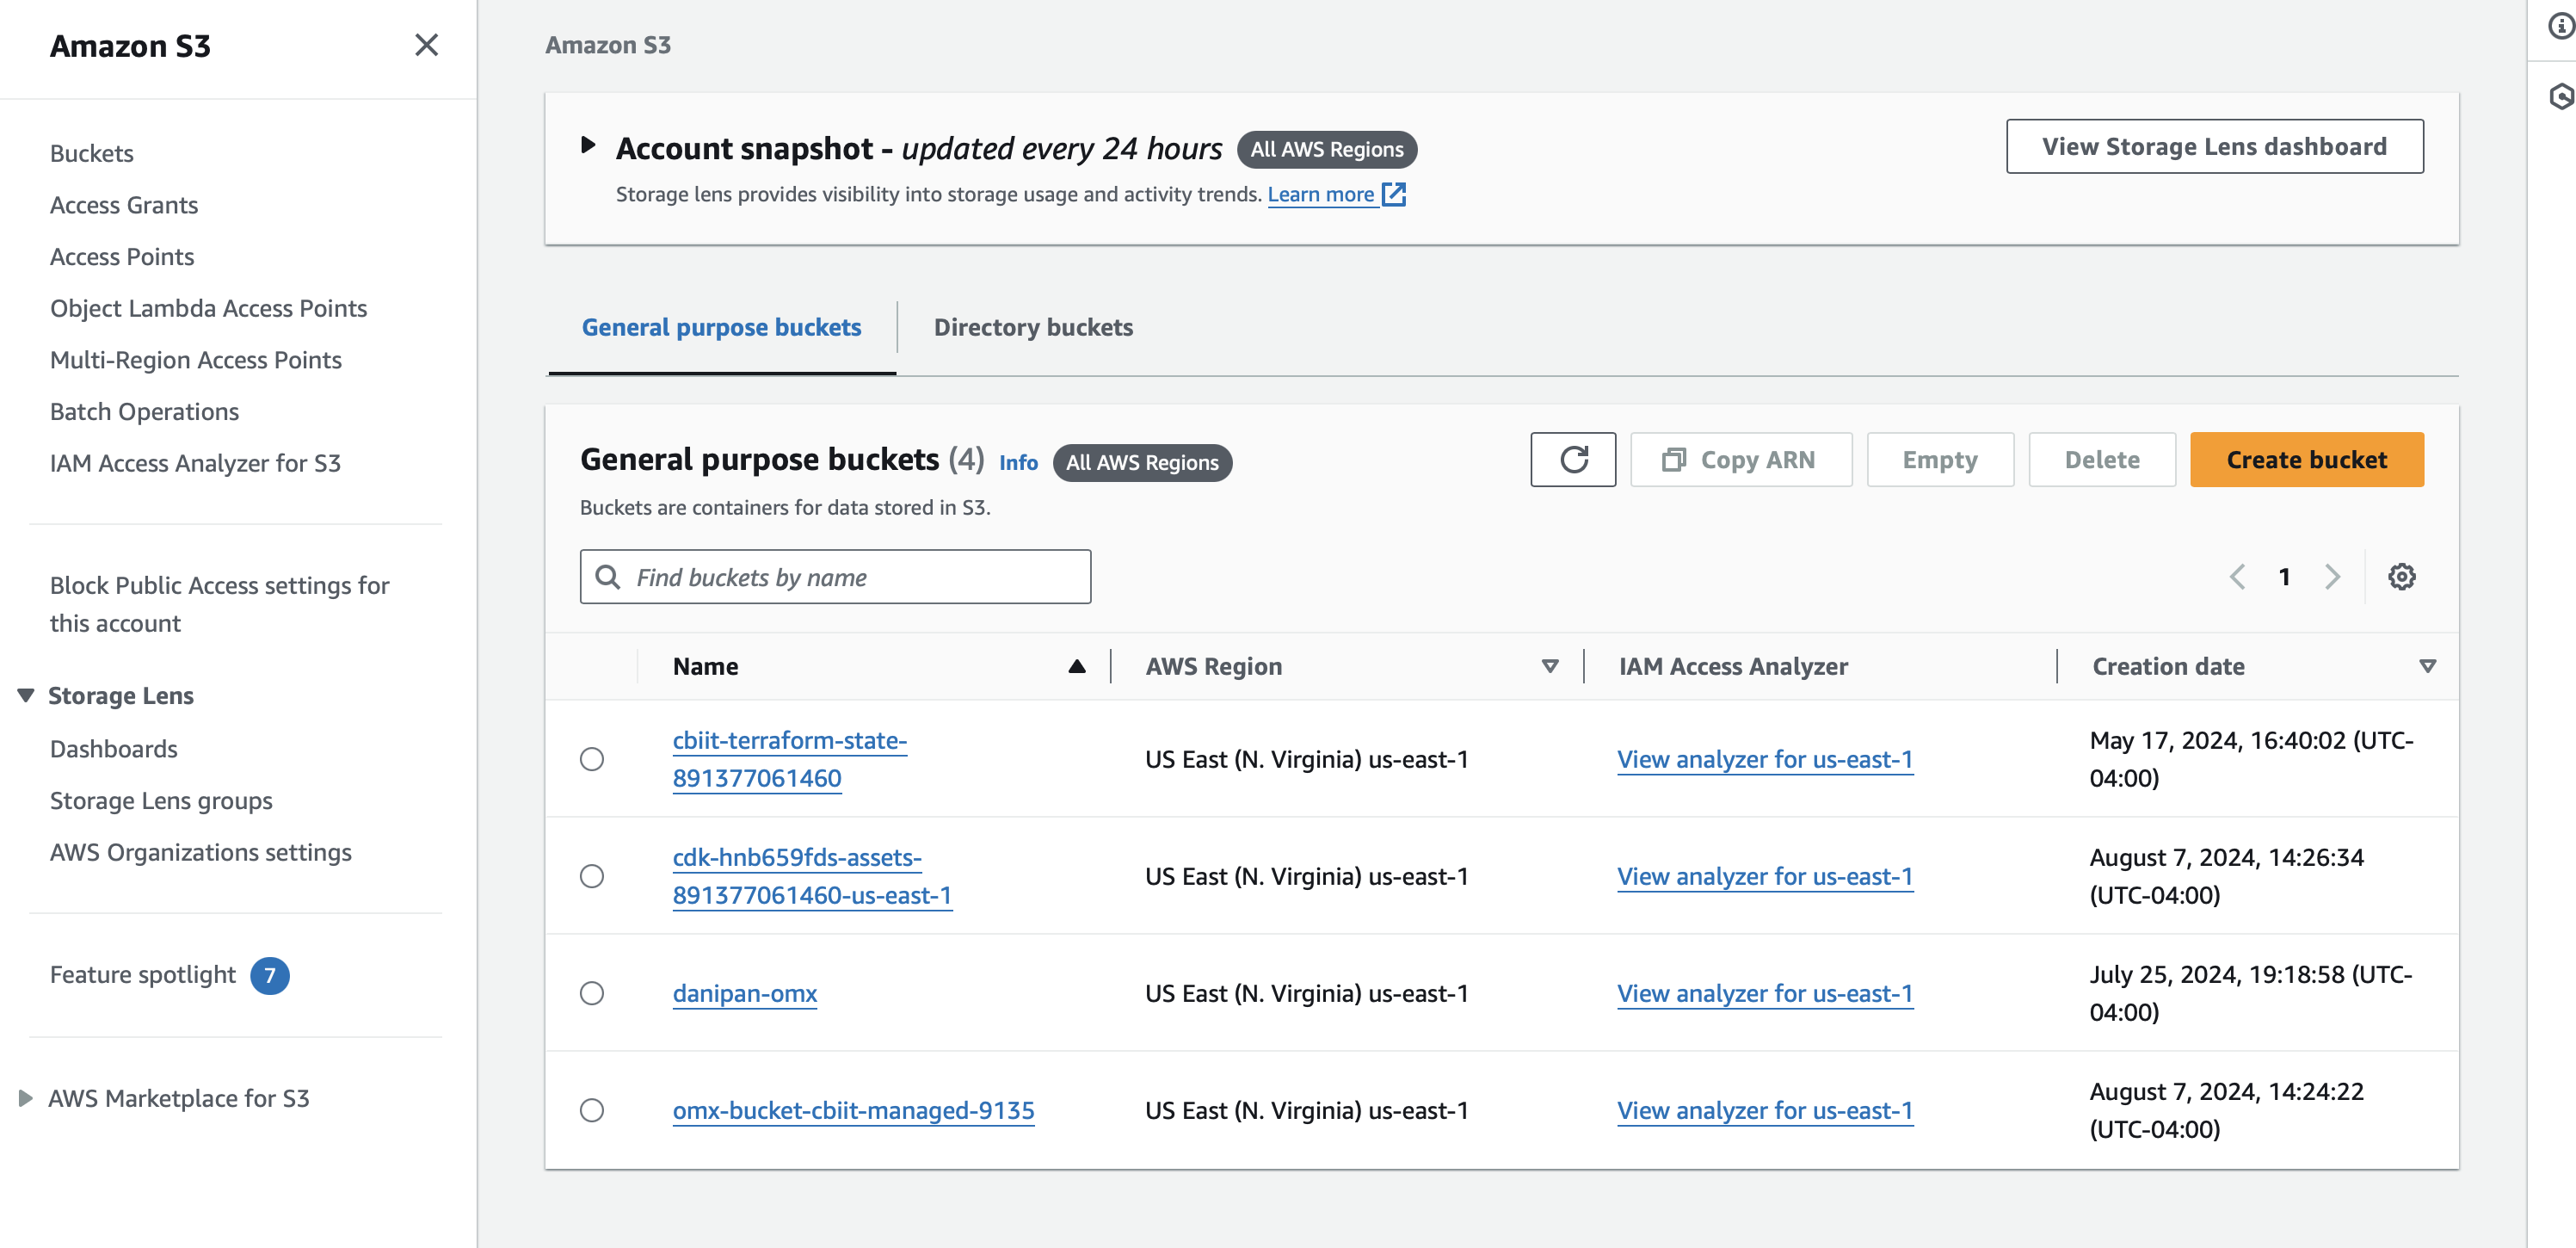 Amazon S3
Buckets
Access Grants
Access Points
Object Lambda Access Points
Multi-Region Access Points
Batch Operations
IAM Access Analyzer for S3
Block Public Access settings for
this account
Storage Lens
Dashboards
Storage Lens groups
AWS Organizations settings
Feature spotlight 7
AWS Marketplace for S3
Amazon S3
Account snapshot - updated every 24 hours All AWS Regions
Storage lens provides visibility into storage usage and activity trends. Learn more
View Storage Lens dashboard
General purpose buckets
Directory buckets
General purpose buckets (4) Info All AWS Regions
Buckets are containers for data stored in S3.
Copy ARN
Empty
Delete
Create bucket
Find buckets by name
1
Name
AWS Region
IAM Access Analyzer
Creation date
cbiit-terraform-state-
891377061460
US East (N. Virginia) us-east-1
View analyzer for us-east-1
May 17, 2024, 16:40:02 (UTC-
04:00)
cdk-hnb659fds-assets-
891377061460-us-east-1
US East (N. Virginia) us-east-1
View analyzer for us-east-1
August 7, 2024, 14:26:34
(UTC-04:00)
danipan-omx
US East (N. Virginia) us-east-1
View analyzer for us-east-1
July 25, 2024, 19:18:58 (UTC-
04:00)
omx-bucket-cbiit-managed-9135
US East (N. Virginia) us-east-1
View analyzer for us-east-1
August 7, 2024, 14:24:22
(UTC-04:00)